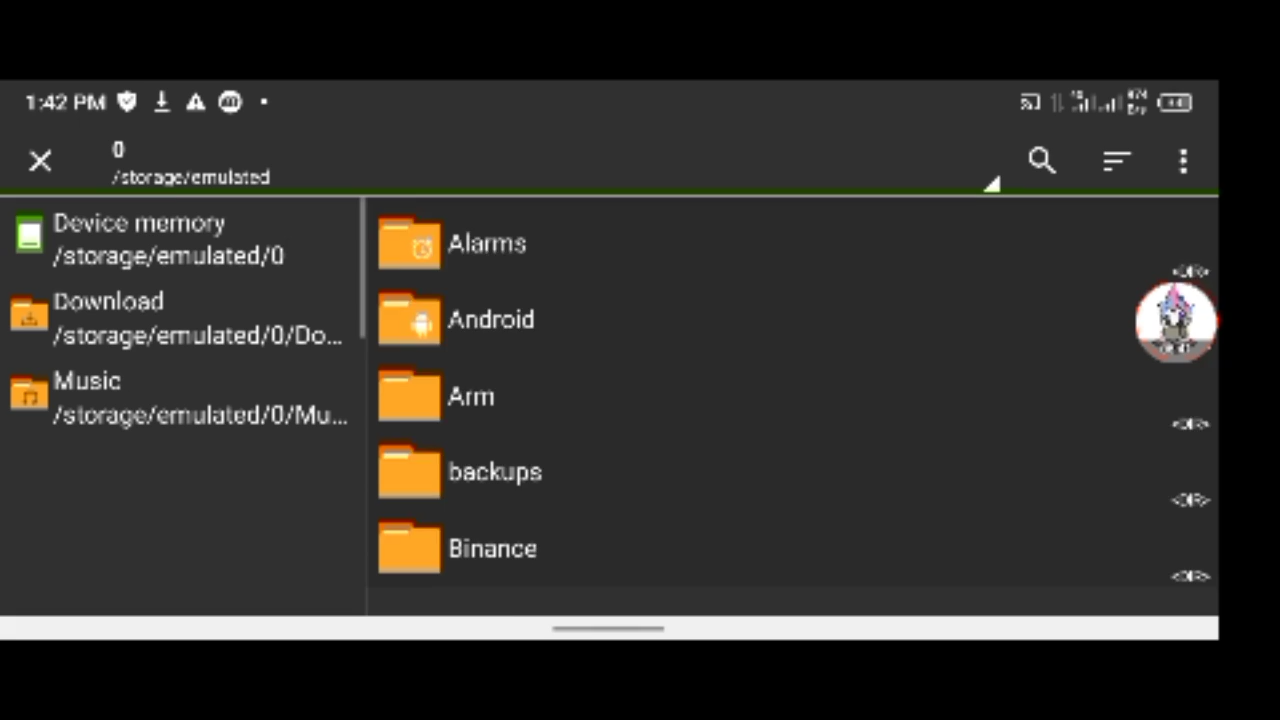 1:42 PM
0
/storage/emulated
Device memory
/storage/emulated/0
Download
/storage/emulated/0/Do...
Music
/storage/emulated/0/Mu...
Alarms
<DIR>
Android
Arm
<DIR>
backups
<DIR>
Binance
<DIR>